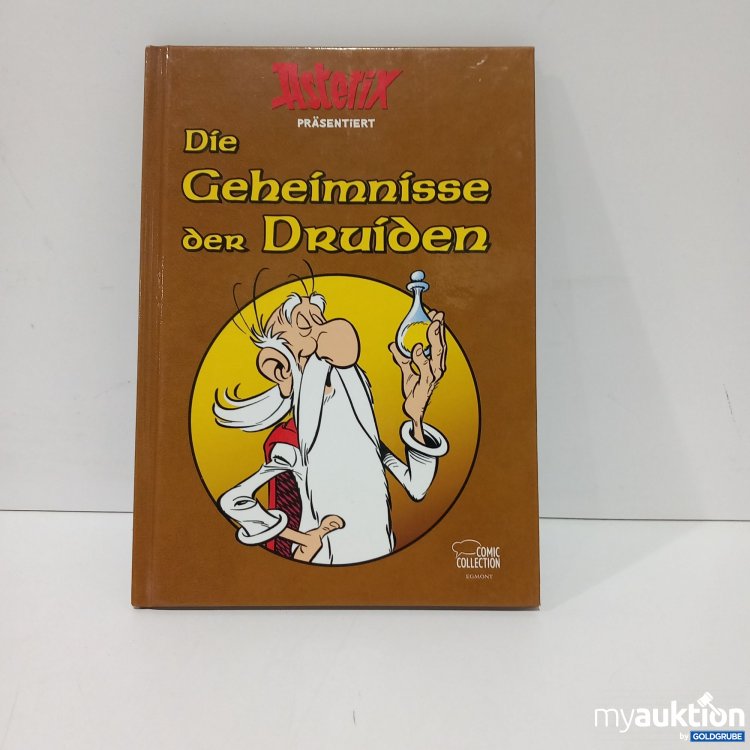 Asterix
PRÄSENTIERT
Die
Geheimnisse
der Druiden
COMIC
COLLECTION
EGMONT
myauktion
by GOLDGRUBE